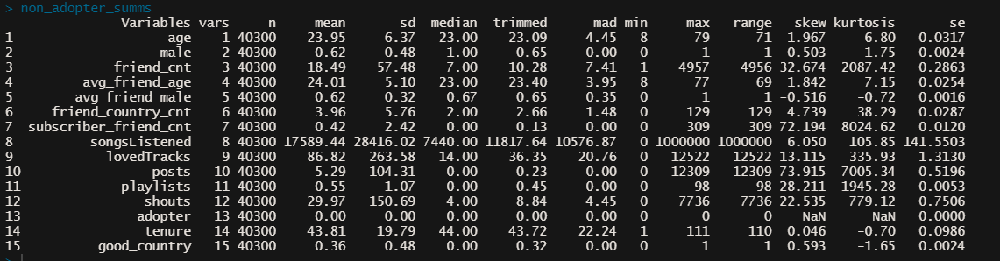 > non_adopter_summs
Variables vars n mean sd median trimmed mad min max range skew kurtosis se
1 age 1 40300 23.95 6.37 23.00 23.09 4.45 8 79 71 1.967 6.80 0.0317
2 male 2 40300 0.62 0.48 1.00 0.65 0.00 0 1 1 -0.503 -1.75 0.0024
3 friend_cnt 3 40300 18.49 57.48 7.00 10.28 7.41 1 4957 4956 32.674 2087.42 0.2863
4 avg_friend_age 4 40300 24.01 5.10 23.00 23.40 3.95 8 77 69 1.842 7.15 0.0254
5 avg_friend_male 5 40300 0.62 0.32 0.67 0.65 0.35 0 1 1 -0.516 -0.72 0.0016
6 friend_country_cnt 6 40300 3.96 5.76 2.00 2.66 1.48 0 129 129 4.739 38.29 0.0287
7 subscriber_friend_cnt 7 40300 0.42 2.42 0.00 0.13 0.00 0 309 309 72.194 8024.62 0.0120
8 songsListened 8 40300 17589.44 28416.02 7440.00 11817.64 10576.87 0 1000000 1000000 6.050 105.85 141.5503
9 lovedTracks 9 40300 86.82 263.58 14.00 36.35 20.76 0 12522 12522 13.115 335.93 1.3130
10 posts 10 40300 5.29 104.31 0.00 0.23 0.00 0 12309 12309 73.915 7005.34 0.5196
11 playlists 11 40300 0.55 1.07 0.00 0.45 0.00 0 98 98 28.211 1945.28 0.0053
12 shouts 12 40300 29.97 150.69 4.00 8.84 4.45 0 7736 7736 22.535 779.12 0.7506
13 adopter 13 40300 0.00 0.00 0.00 0.00 0.00 0 0 0 NaN NaN 0.0000
14 tenure 14 40300 43.81 19.79 44.00 43.72 22.24 1 111 110 0.046 -0.70 0.0986
15 good_country 15 40300 0.36 0.48 0.00 0.32 0.00 0 1 1 0.593 -1.65 0.0024
>